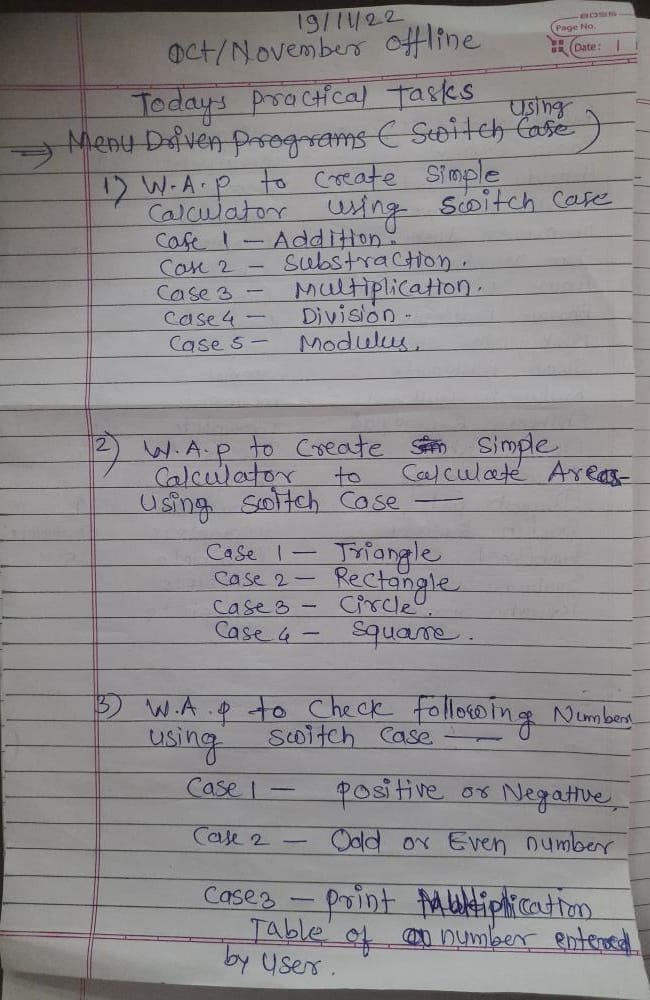 19/11/22
BOSS
Page No.
Date:
Oct/November offline
Todays practical Tasks
using
⇒ Menu Driven programs ( Switch Case )
1) W.A.p to Create Simple
Calculator using Switch Case
Case 1 – Addition.
Case 2 – Substraction.
Case 3 – Multiplication.
Case 4 – Division.
Case 5 – Modulus.
2) W.A.p to Create Simple
Calculator to Calculate Areas
using Switch Case —
Case 1 – Triangle
Case 2 – Rectangle
Case 3 – Circle.
Case 4 – Square.
3) W.A.p to Check following Numbers
using Switch Case —
Case 1 – positive or Negative,
Case 2 – Odd or Even number
Case 3 – print Multiplication
Table of number entered
by user.